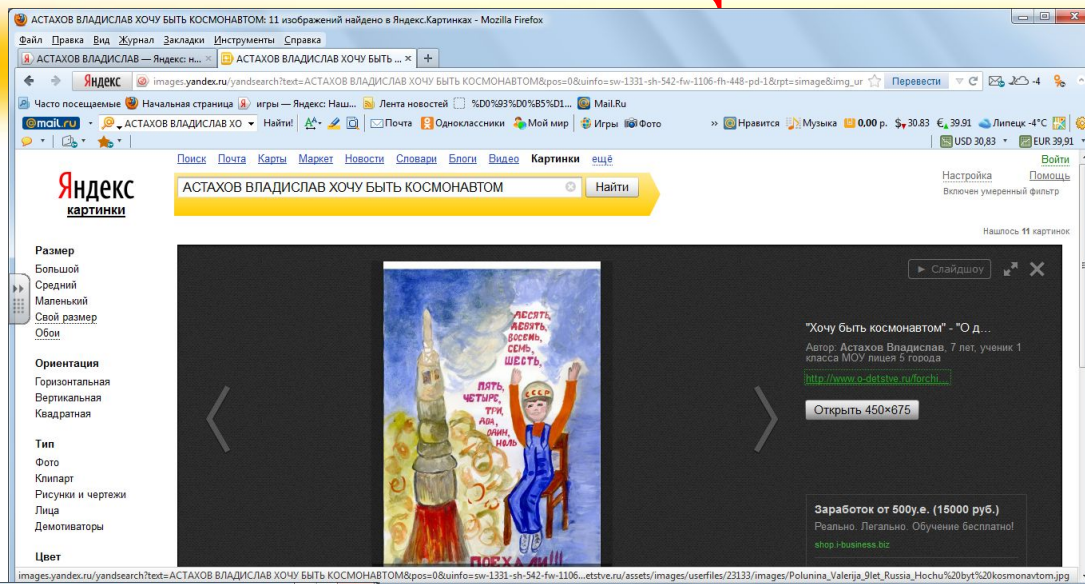 АСТАХОВ ВЛАДИСЛАВ ХОЧУ БЫТЬ КОСМОНАВТОМ: 11 изображений найдено в Яндекс.Картинках - Mozilla Firefox
Файл Правка Вид Журнал Закладки Инструменты Справка
АСТАХОВ ВЛАДИСЛАВ — Яндекс: н... × АСТАХОВ ВЛАДИСЛАВ ХОЧУ БЫТЬ ... × +
Яндекс images.yandex.ru/yandsearch?text=АСТАХОВ ВЛАДИСЛАВ ХОЧУ БЫТЬ КОСМОНАВТОМ&pos=0&uinfo=sw-1331-sh-542-fw-1106-fh-448-pd-1&rpt=simage&img_ur Перевести -4
Часто посещаемые Начальная страница игры — Яндекс: Наш... Лента новостей %D0%93%D0%B5%D1... Mail.Ru
@mail.ru АСТАХОВ ВЛАДИСЛАВ ХО Найти! Почта Одноклассники Мой мир Игры Фото » Нравится Музыка 0,00 р. $ 30.83 € 39.91 Липецк -4°C
USD 30,83 EUR 39,91
Поиск Почта Карты Маркет Новости Словари Блоги Видео Картинки ещё
Войти
Яндекс
картинки
АСТАХОВ ВЛАДИСЛАВ ХОЧУ БЫТЬ КОСМОНАВТОМ
Найти
Настройка Помощь
Включен умеренный фильтр
Нашлось 11 картинок
Размер
Большой
Средний
Маленький
Свой размер
Обои
Ориентация
Горизонтальная
Вертикальная
Квадратная
Тип
Фото
Клипарт
Рисунки и чертежи
Лица
Демотиваторы
Цвет
ДЕСЯТЬ,
ДЕВЯТЬ,
ВОСЕМЬ,
СЕМЬ,
ШЕСТЬ,
ПЯТЬ,
ЧЕТЫРЕ,
ТРИ,
ДВА,
ОДИН,
НОЛЬ
СССР
ПОЕХАЛИ!!!
Слайдшоу
"Хочу быть космонавтом" - "О д...
Автор: Астахов Владислав, 7 лет, ученик 1
класса МОУ лицея 5 города
http://www.o-detstve.ru/forchi...
Открыть 450×675
Заработок от 500у.е. (15000 руб.)
Реально. Легально. Обучение бесплатно!
shop.i-business.biz
images.yandex.ru/yandsearch?text=АСТАХОВ ВЛАДИСЛАВ ХОЧУ БЫТЬ КОСМОНАВТОМ&pos=0&uinfo=sw-1331-sh-542-fw-1106...etstve.ru/assets/images/userfiles/23133/images/Polunina_Valerija_9let_Russia_Hochu%20byt%20kosmonavtom.jpg